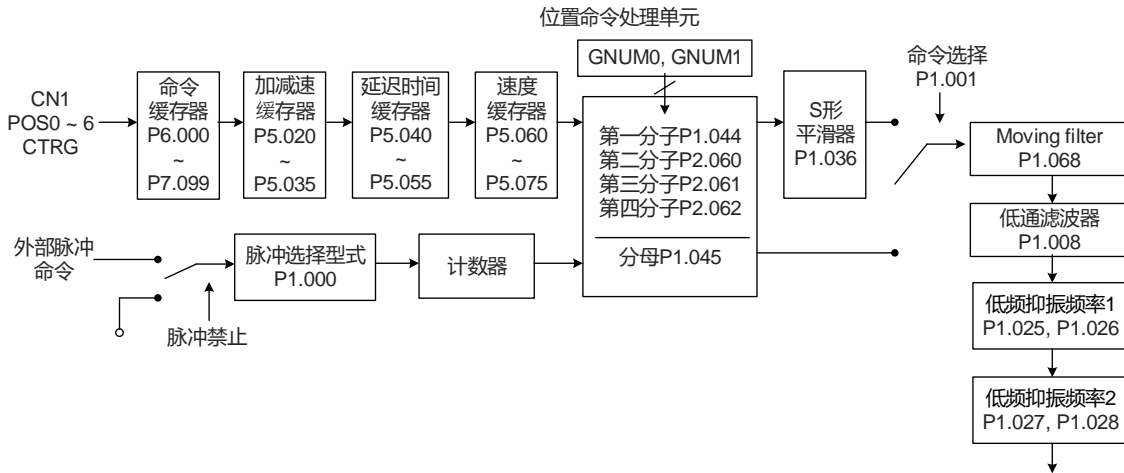 位置命令处理单元
GNUM0, GNUM1
命令选择
P1.001
CN1
POS0 ~ 6
CTRG
命令
缓存器
P6.000
~
P7.099
加减速
缓存器
P5.020
~
P5.035
延迟时间
缓存器
P5.040
~
P5.055
速度
缓存器
P5.060
~
P5.075
第一分子P1.044
第二分子P2.060
第三分子P2.061
第四分子P2.062
分母P1.045
S形
平滑器
P1.036
Moving filter
P1.068
低通滤波器
P1.008
外部脉冲
命令
脉冲选择型式
P1.000
计数器
脉冲禁止
低频抑振频率1
P1.025, P1.026
低频抑振频率2
P1.027, P1.028